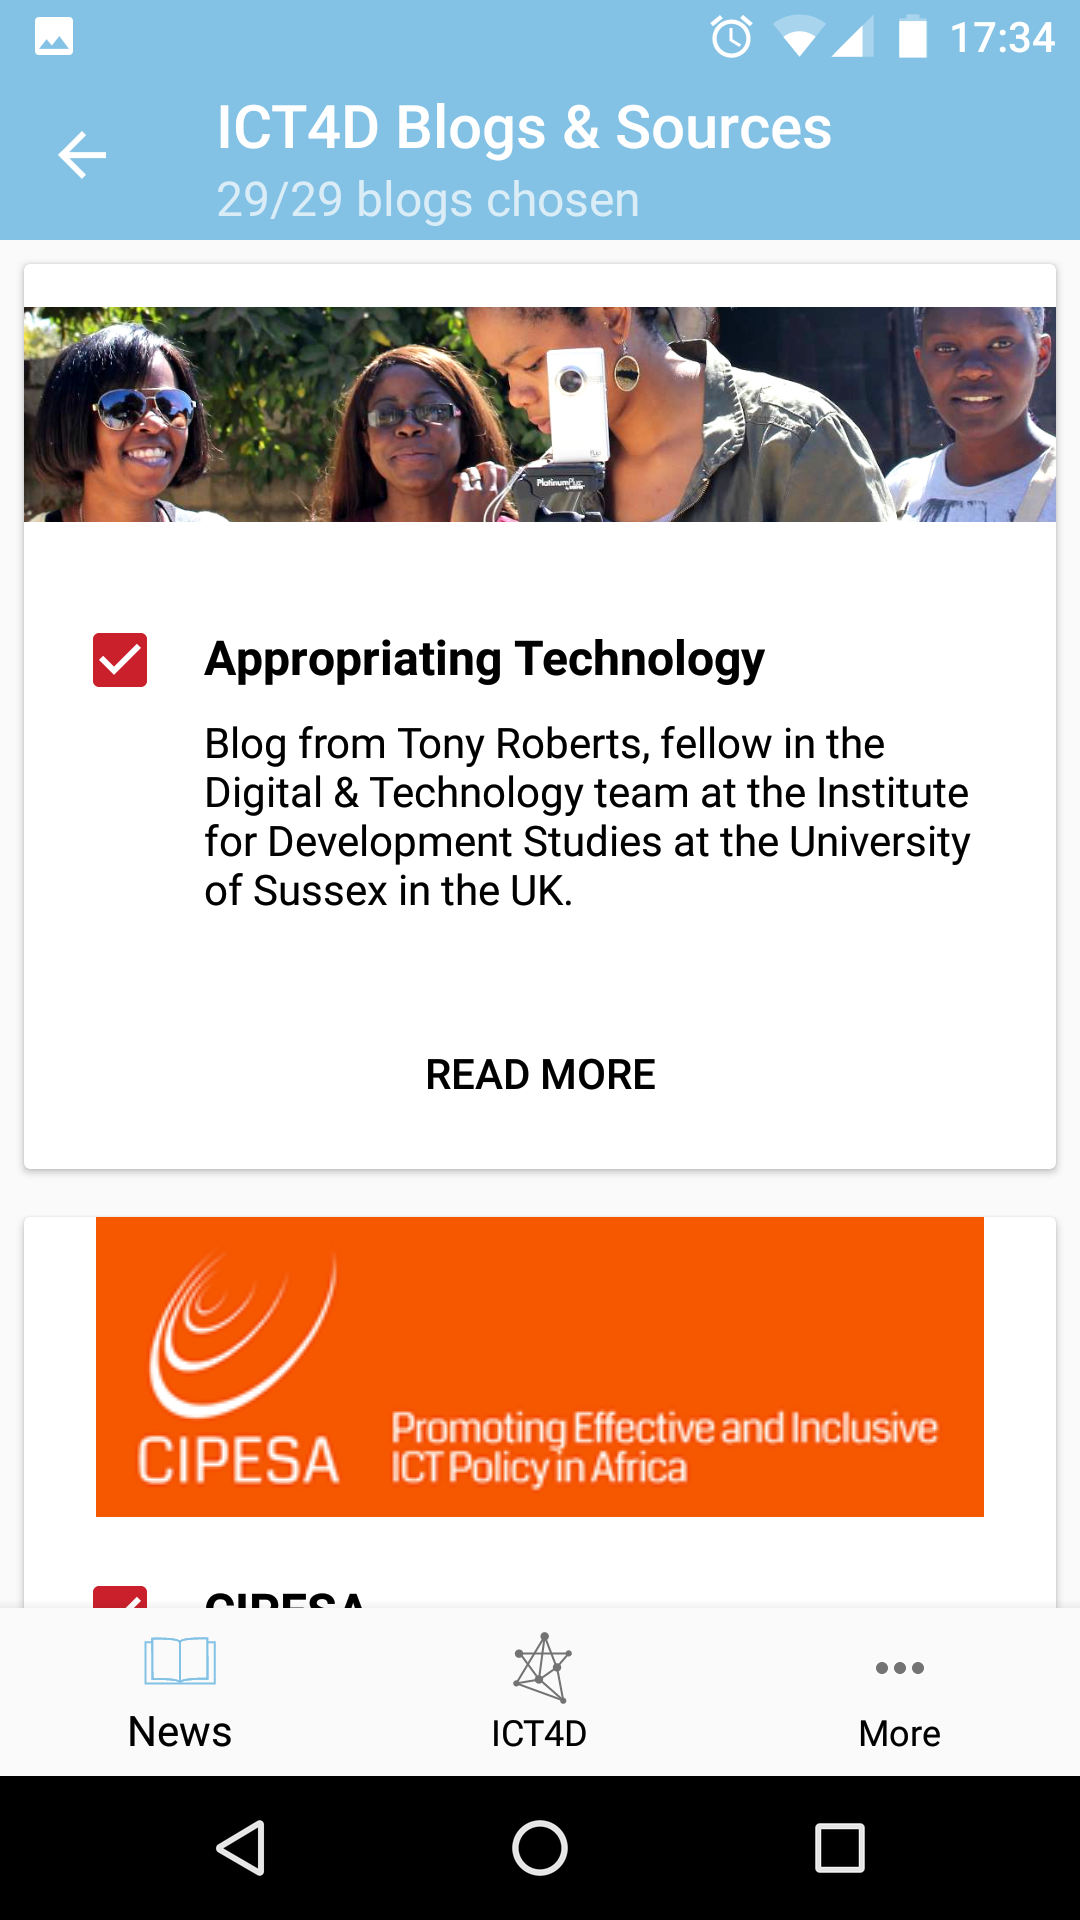 17:34
ICT4D Blogs & Sources
29/29 blogs chosen
PlatinumPlus
Appropriating Technology
Blog from Tony Roberts, fellow in the
Digital & Technology team at the Institute
for Development Studies at the University
of Sussex in the UK.
READ MORE
CIPESA
Promoting Effective and Inclusive
ICT Policy in Africa
CIPESA
News
ICT4D
More